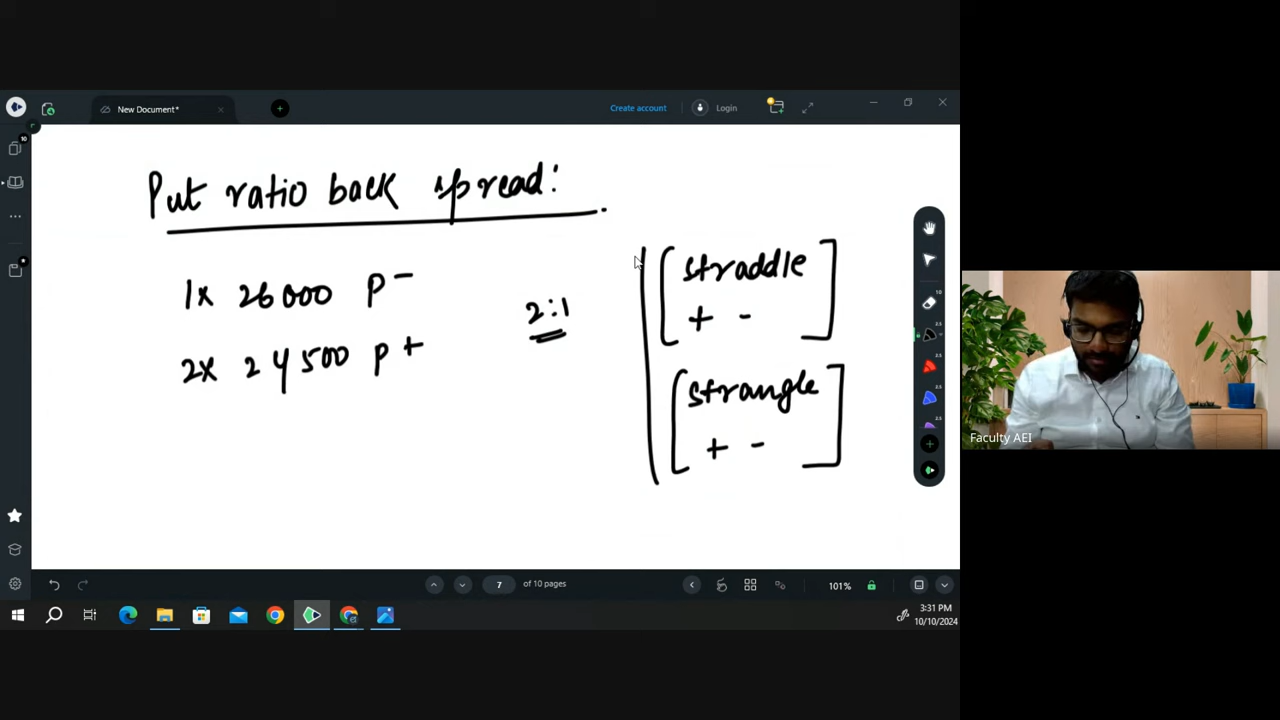 New Document*
Create account
Login
Put ratio back spread:
1x 26000 P -
2x 24500 P +
2:1
straddle
+ -
strangle
+ -
Faculty AEI
7
of 10 pages
101%
3:31 PM
10/10/2024